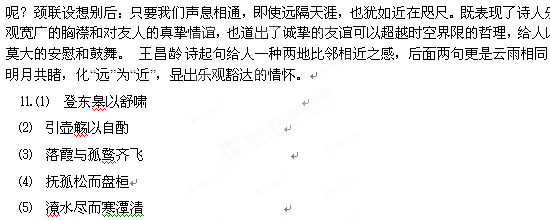 呢？颈联设想别后：只要我们声息相通，即使远隔天涯，也犹如近在咫尺。既表现了诗人乐
观宽广的胸襟和对友人的真挚情谊，也道出了诚挚的友谊可以超越时空界限的哲理，给人以
莫大的安慰和鼓舞。 王昌龄诗起句给人一种两地比邻相近之感，后面两句更是云雨相同
明月共睹，化“远”为“近”，显出乐观豁达的情怀。
11.(1) 登东皋以舒啸
(2) 引壶觞以自酌
(3) 落霞与孤鹜齐飞
(4) 抚孤松而盘桓
(5) 潦水尽而寒潭清